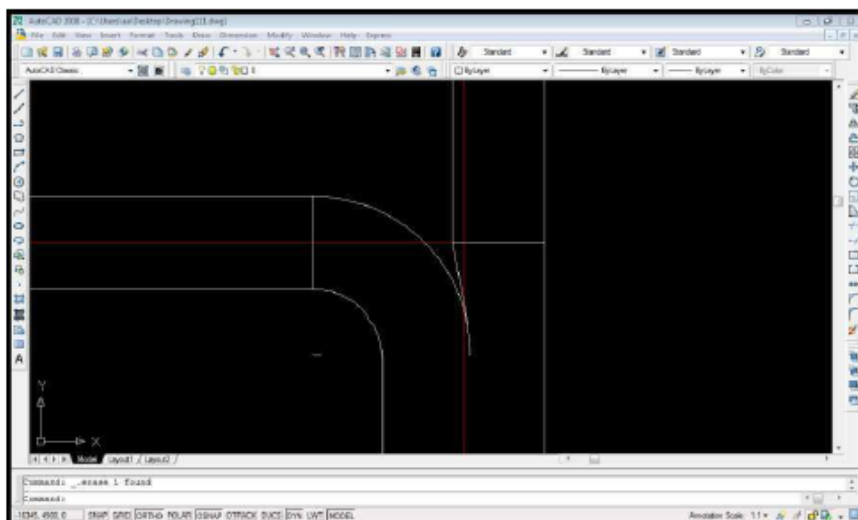 AutoCAD 2008 - [C:\Users\aa\Desktop\Drawing111.dwg]
File Edit View Insert Format Tools Draw Dimension Modify Window Help Express
Standard Standard Standard Standard
AutoCAD Classic 0 ByLayer ByLayer ByLayer ByColor
A
Y
X
Model Layout1 Layout2
Command: _.erase 1 found
Command:
SNAP GRID ORTHO POLAR OSNAP OTRACK DUCS DYN LWT MODEL Annotation Scale: 1:1